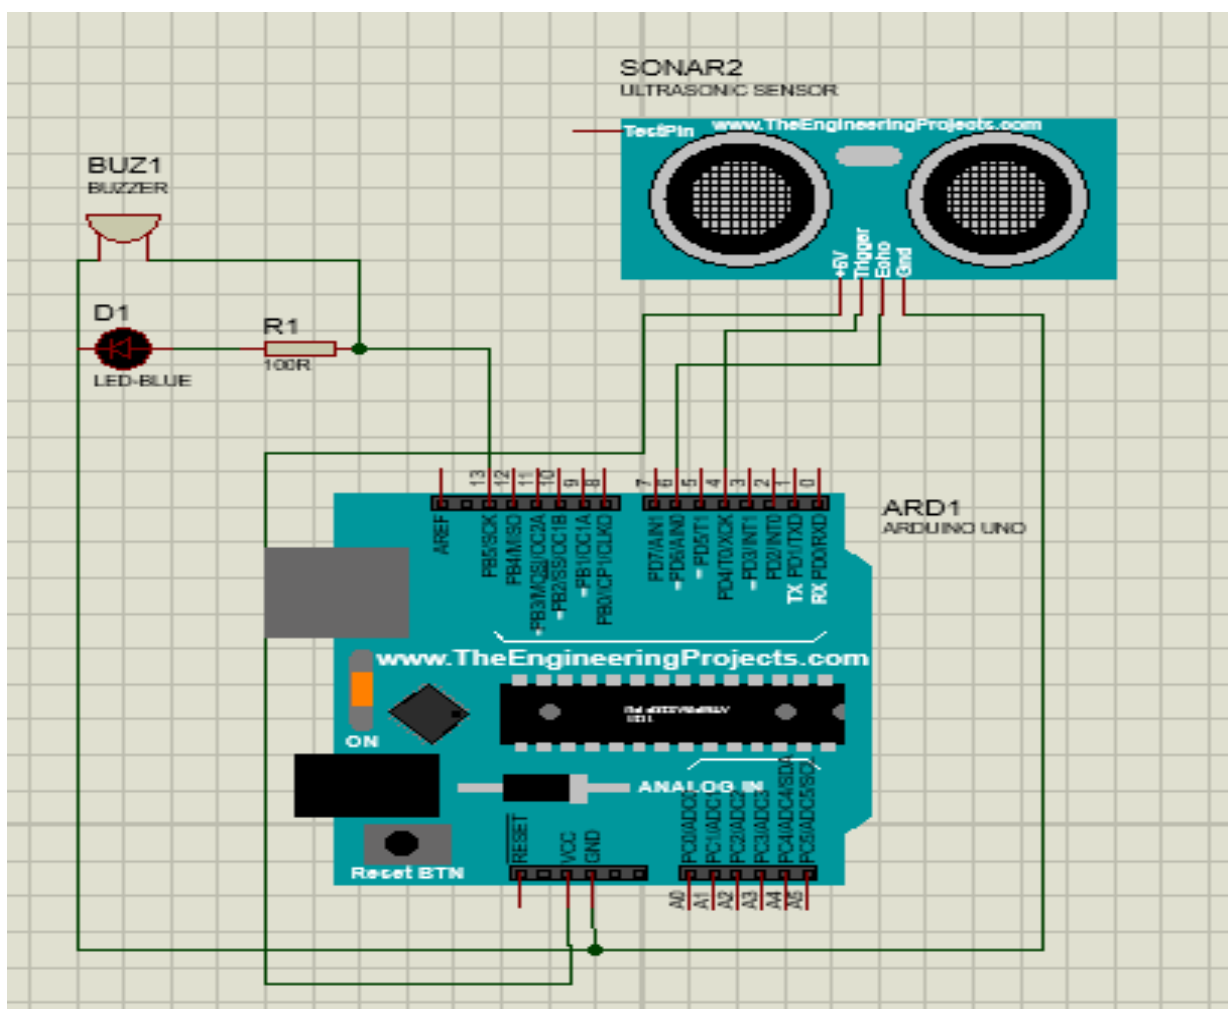 SONAR2
ULTRASONIC SENSOR
TestPin
www.TheEngineeringProjects.com
BUZ1
BUZZER
+5V
Trigger
Echo
Gnd
D1
LED-BLUE
R1
100R
13
12
11
10
9
8
7
6
5
4
3
2
1
0
ARD1
ARDUINO UNO
AREF
PB5/SCK
PB4/MISO
PB3/MOSI/OC2A
PB2/SS/OC1B
PB1/OC1A
PB0/ICP1/CLKO
PD7/AIN1
PD6/AIN0
PD5/T1
PD4/T0/XCK
PD3/INT1
PD2/INT0
TX PD1/TXD
RX PD0/RXD
www.TheEngineeringProjects.com
ON
ANALOG IN
RESET
VCC
GND
PC0/ADC0
PC1/ADC1
PC2/ADC2
PC3/ADC3
PC4/ADC4/SDA
PC5/ADC5/SCL
Reset BTN
A0
A1
A2
A3
A4
A5